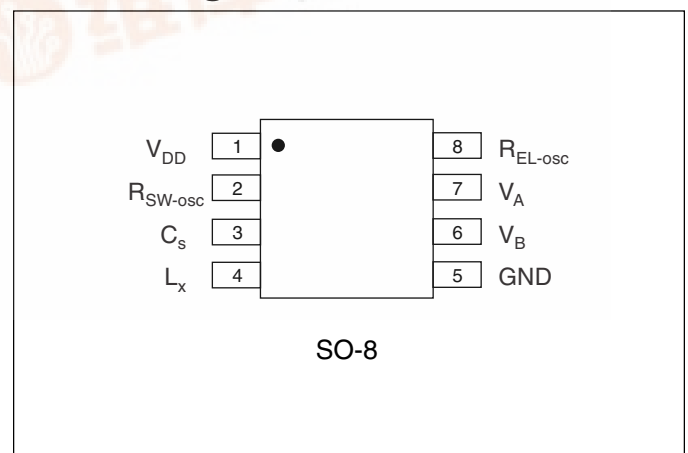 V_DD 1 8 R_EL-osc
R_SW-osc 2 7 V_A
C_s 3 6 V_B
L_x 4 5 GND
SO-8